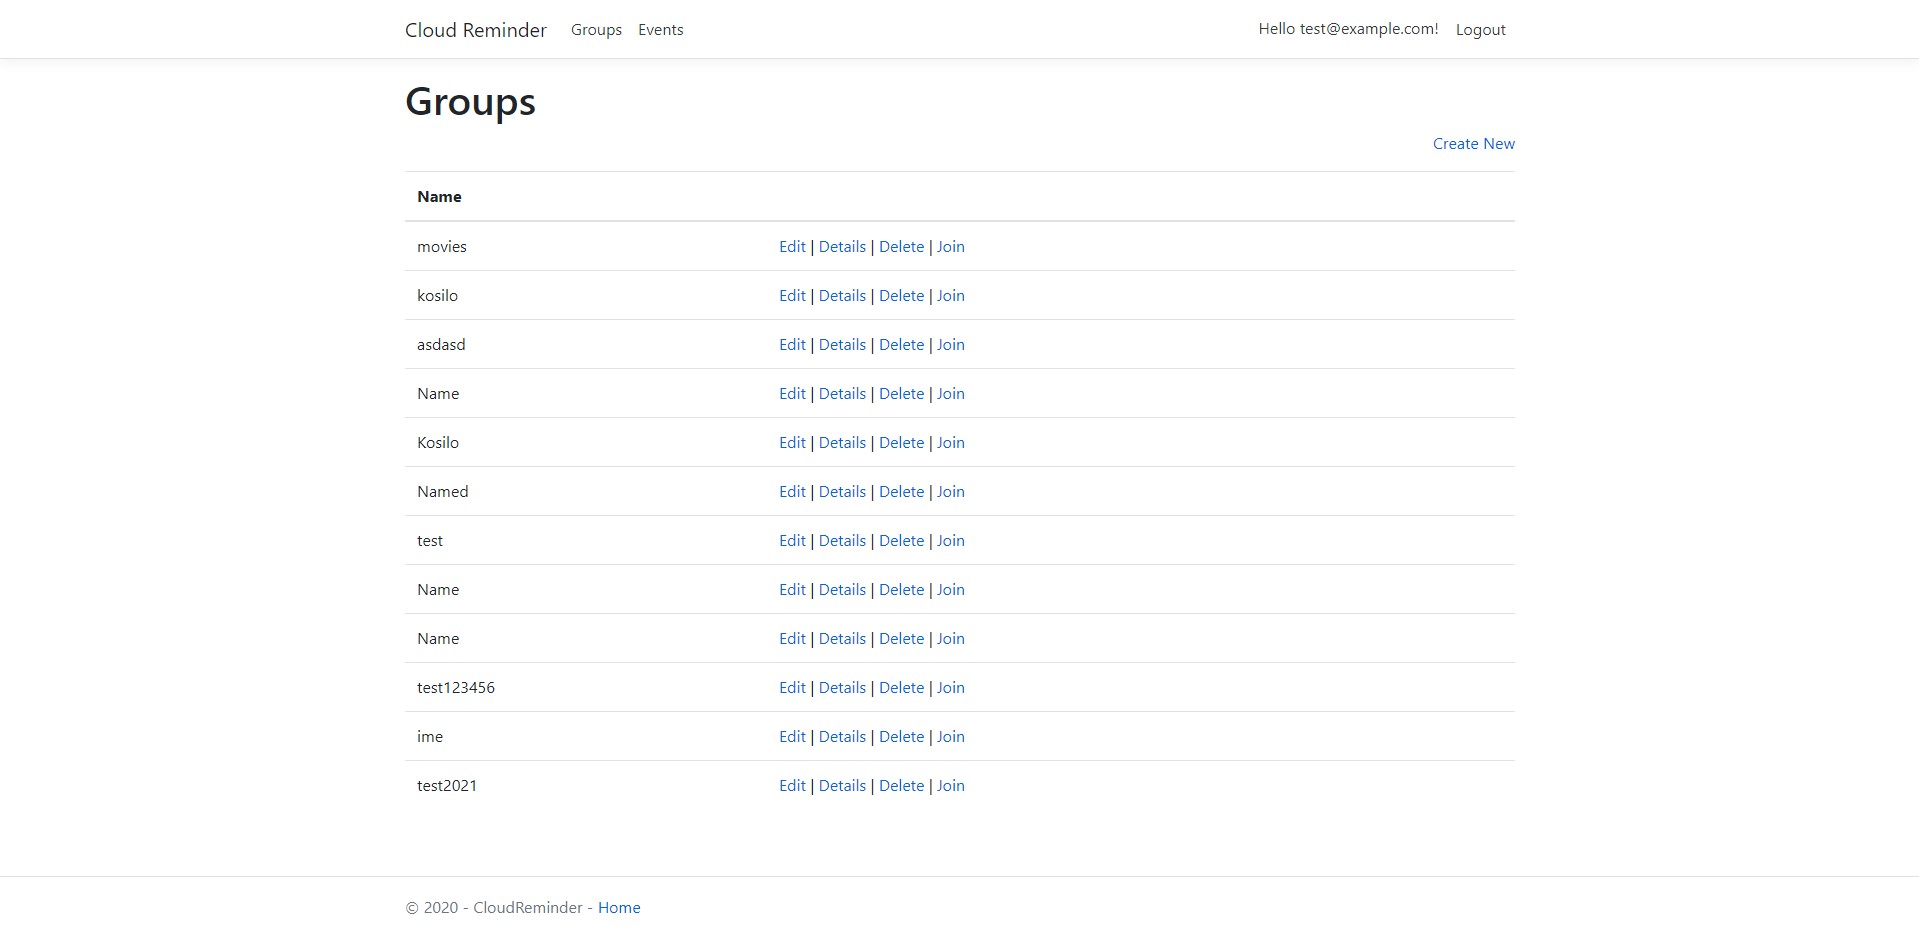 Cloud Reminder Groups Events Hello test@example.com! Logout
Groups
Create New
Name
movies Edit | Details | Delete | Join
kosilo Edit | Details | Delete | Join
asdasd Edit | Details | Delete | Join
Name Edit | Details | Delete | Join
Kosilo Edit | Details | Delete | Join
Named Edit | Details | Delete | Join
test Edit | Details | Delete | Join
Name Edit | Details | Delete | Join
Name Edit | Details | Delete | Join
test123456 Edit | Details | Delete | Join
ime Edit | Details | Delete | Join
test2021 Edit | Details | Delete | Join
© 2020 - CloudReminder - Home